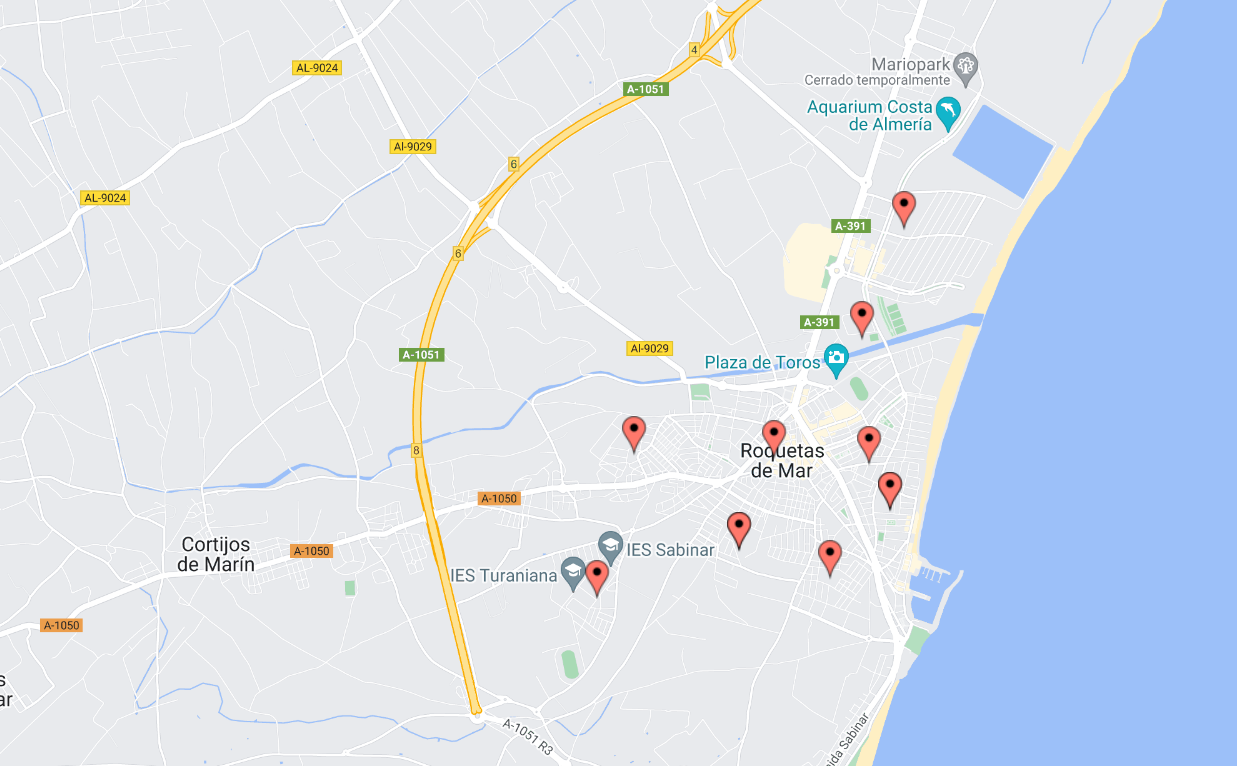 4
Mariopark
Cerrado temporalmente
AL-9024
A-1051
Aquarium Costa
de Almería
Al-9029
6
AL-9024
A-391
6
A-391
Al-9029
A-1051
Plaza de Toros
8
Roquetas
de Mar
A-1050
Cortijos
de Marín
A-1050
IES Sabinar
IES Turaniana
A-1050
s
ar
A-1051 R3
ida Sabinar